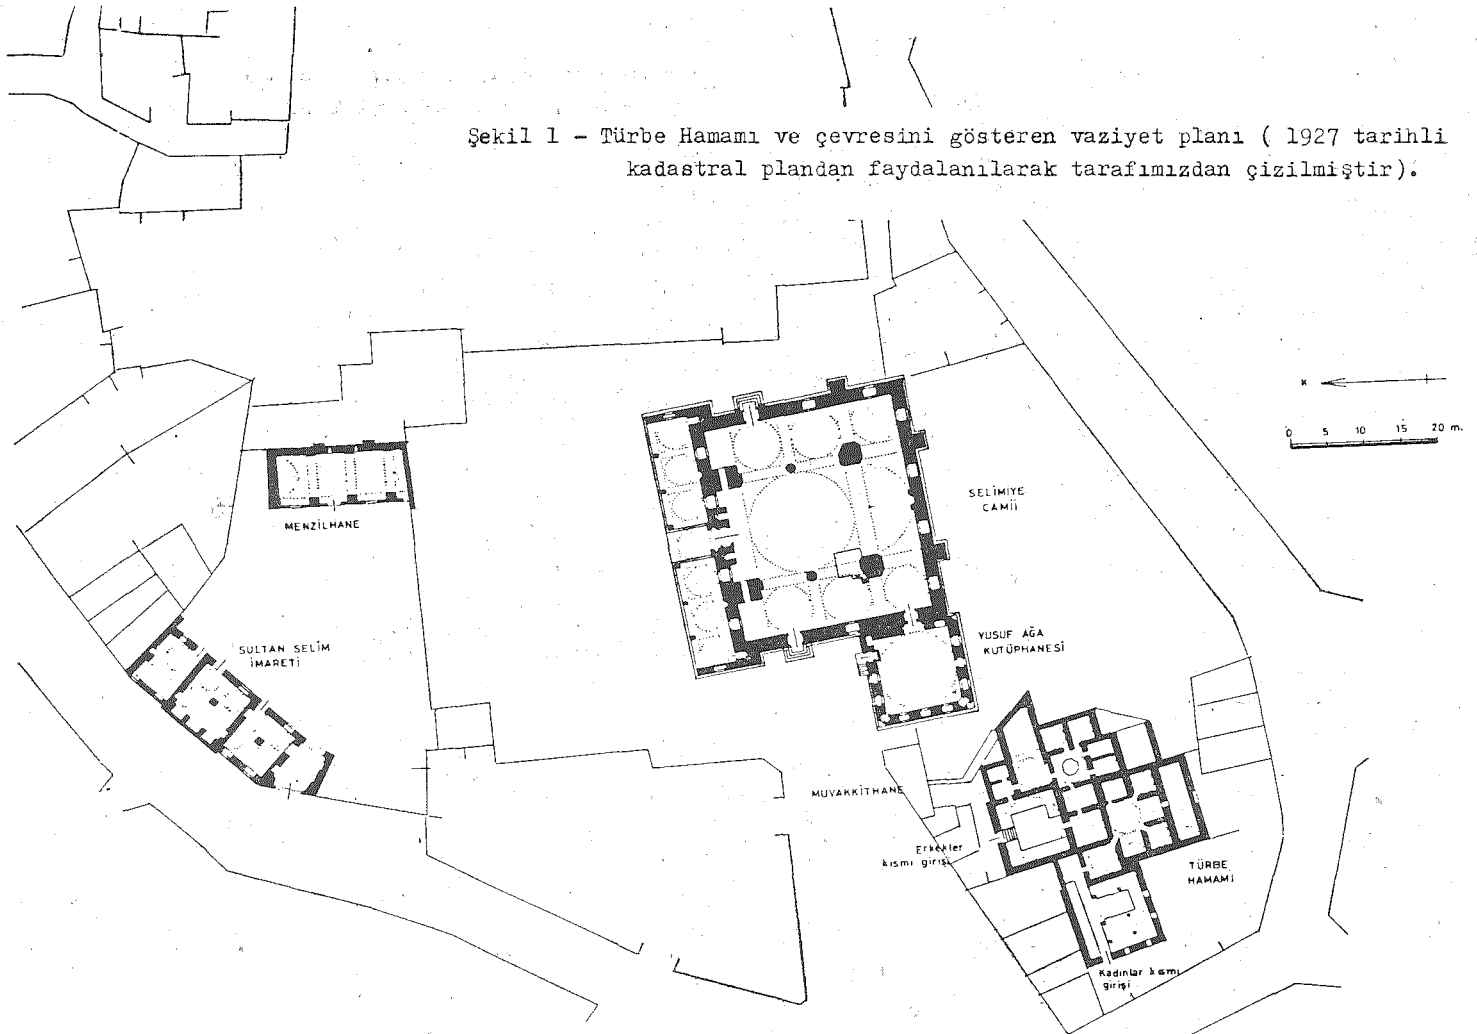 Şekil 1 - Türbe Hamamı ve çevresini gösteren vaziyet planı ( 1927 tarihli
kadastral plandan faydalanılarak tarafımızdan çizilmiştir).
N
0 5 10 15 20 m.
SELİMİYE
CAMİİ
MENZİLHANE
YUSUF AĞA
KUTÜPHANESİ
SULTAN SELİM
İMARETİ
MUVAKKİTHANE
Erkekler
kısmı girişi
TÜRBE
HAMAMI
Kadınlar kısmı
girişi